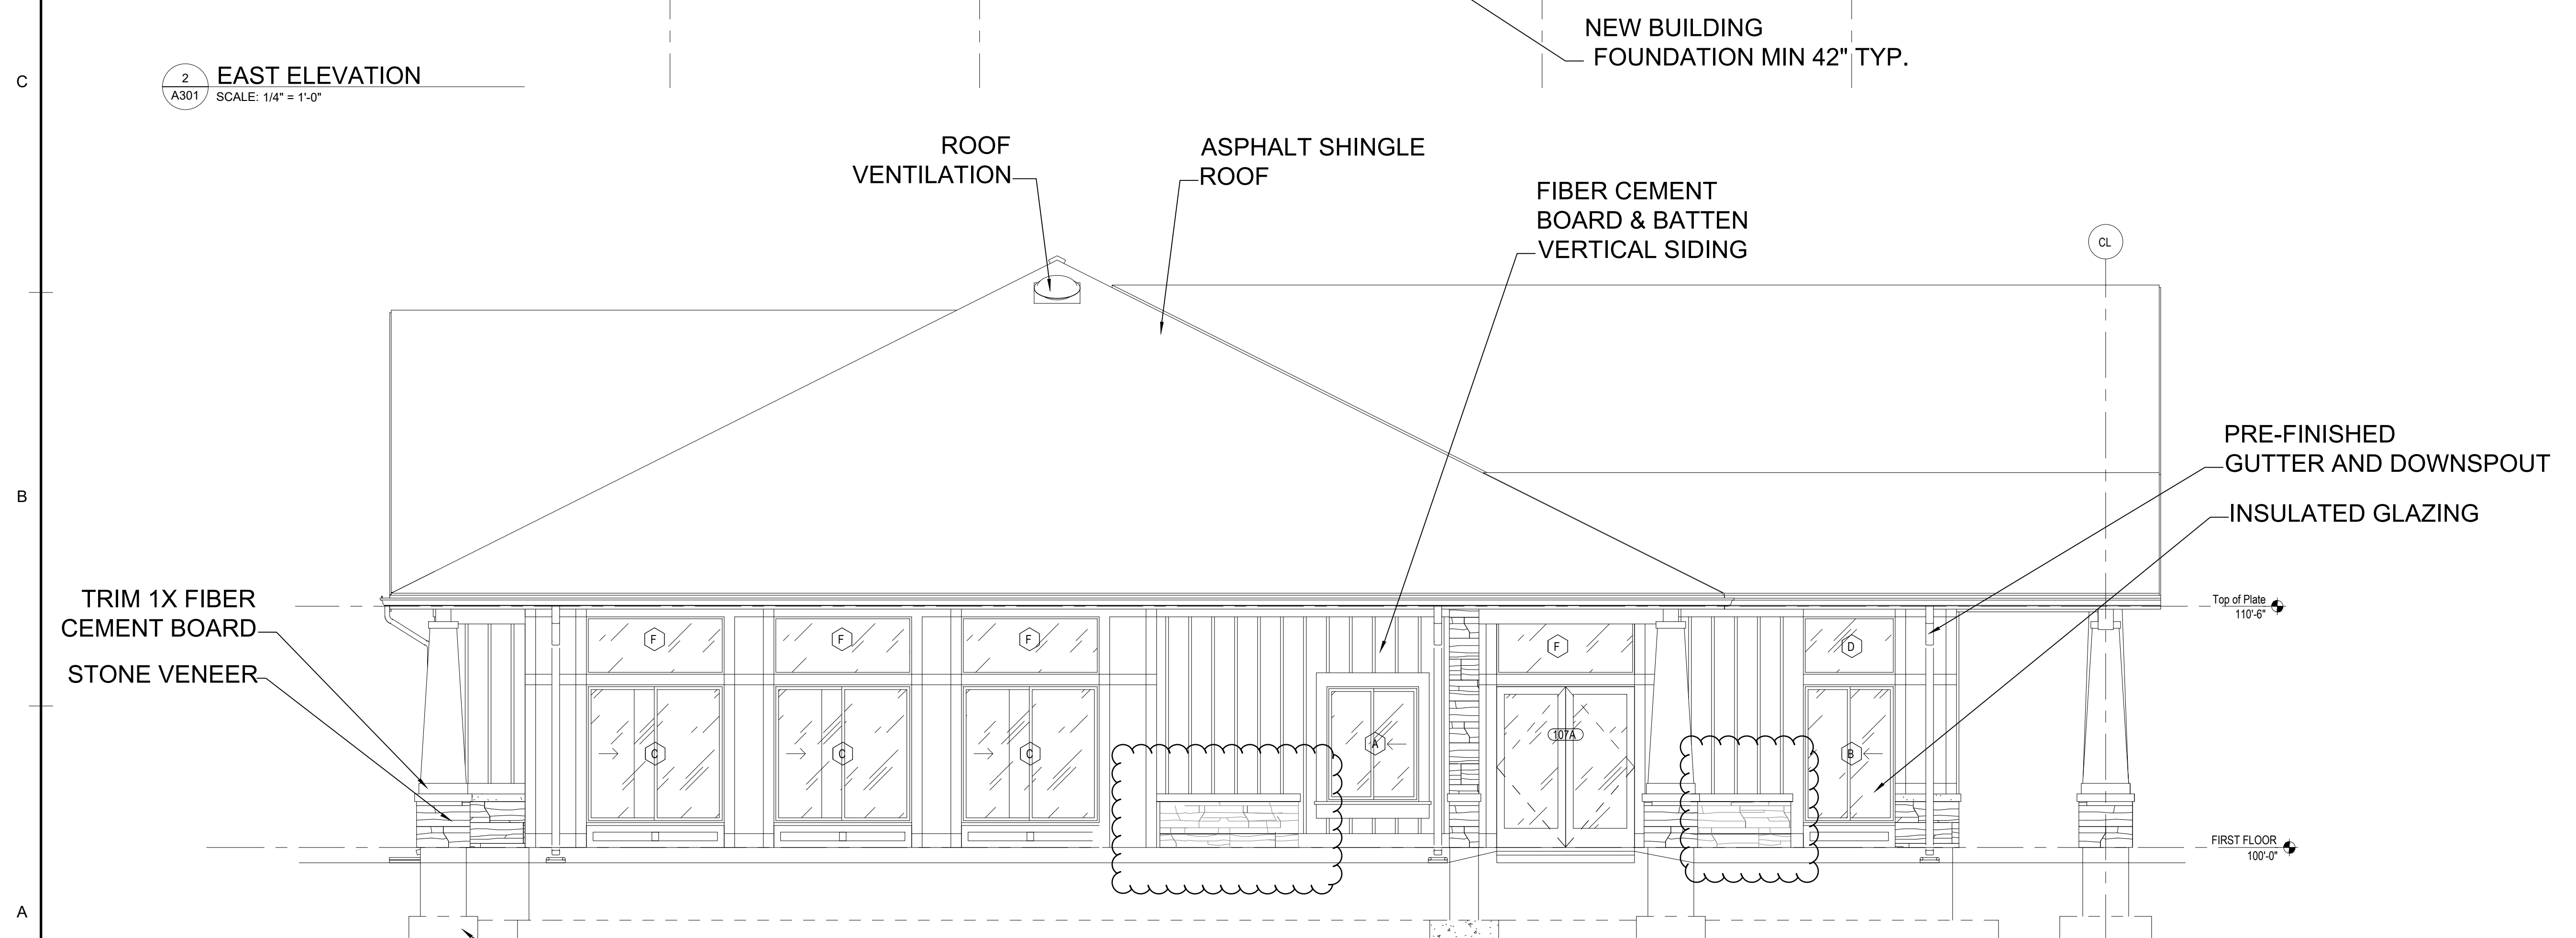 NEW BUILDING
FOUNDATION MIN 42" TYP.
C
2
A301
EAST ELEVATION
SCALE: 1/4" = 1'-0"
ROOF
VENTILATION
ASPHALT SHINGLE
ROOF
FIBER CEMENT
BOARD & BATTEN
VERTICAL SIDING
CL
PRE-FINISHED
GUTTER AND DOWNSPOUT
B
INSULATED GLAZING
TRIM 1X FIBER
CEMENT BOARD
STONE VENEER
Top of Plate
110'-6"
F
F
F
F
D
C
C
C
A
107A
B
FIRST FLOOR
100'-0"
A